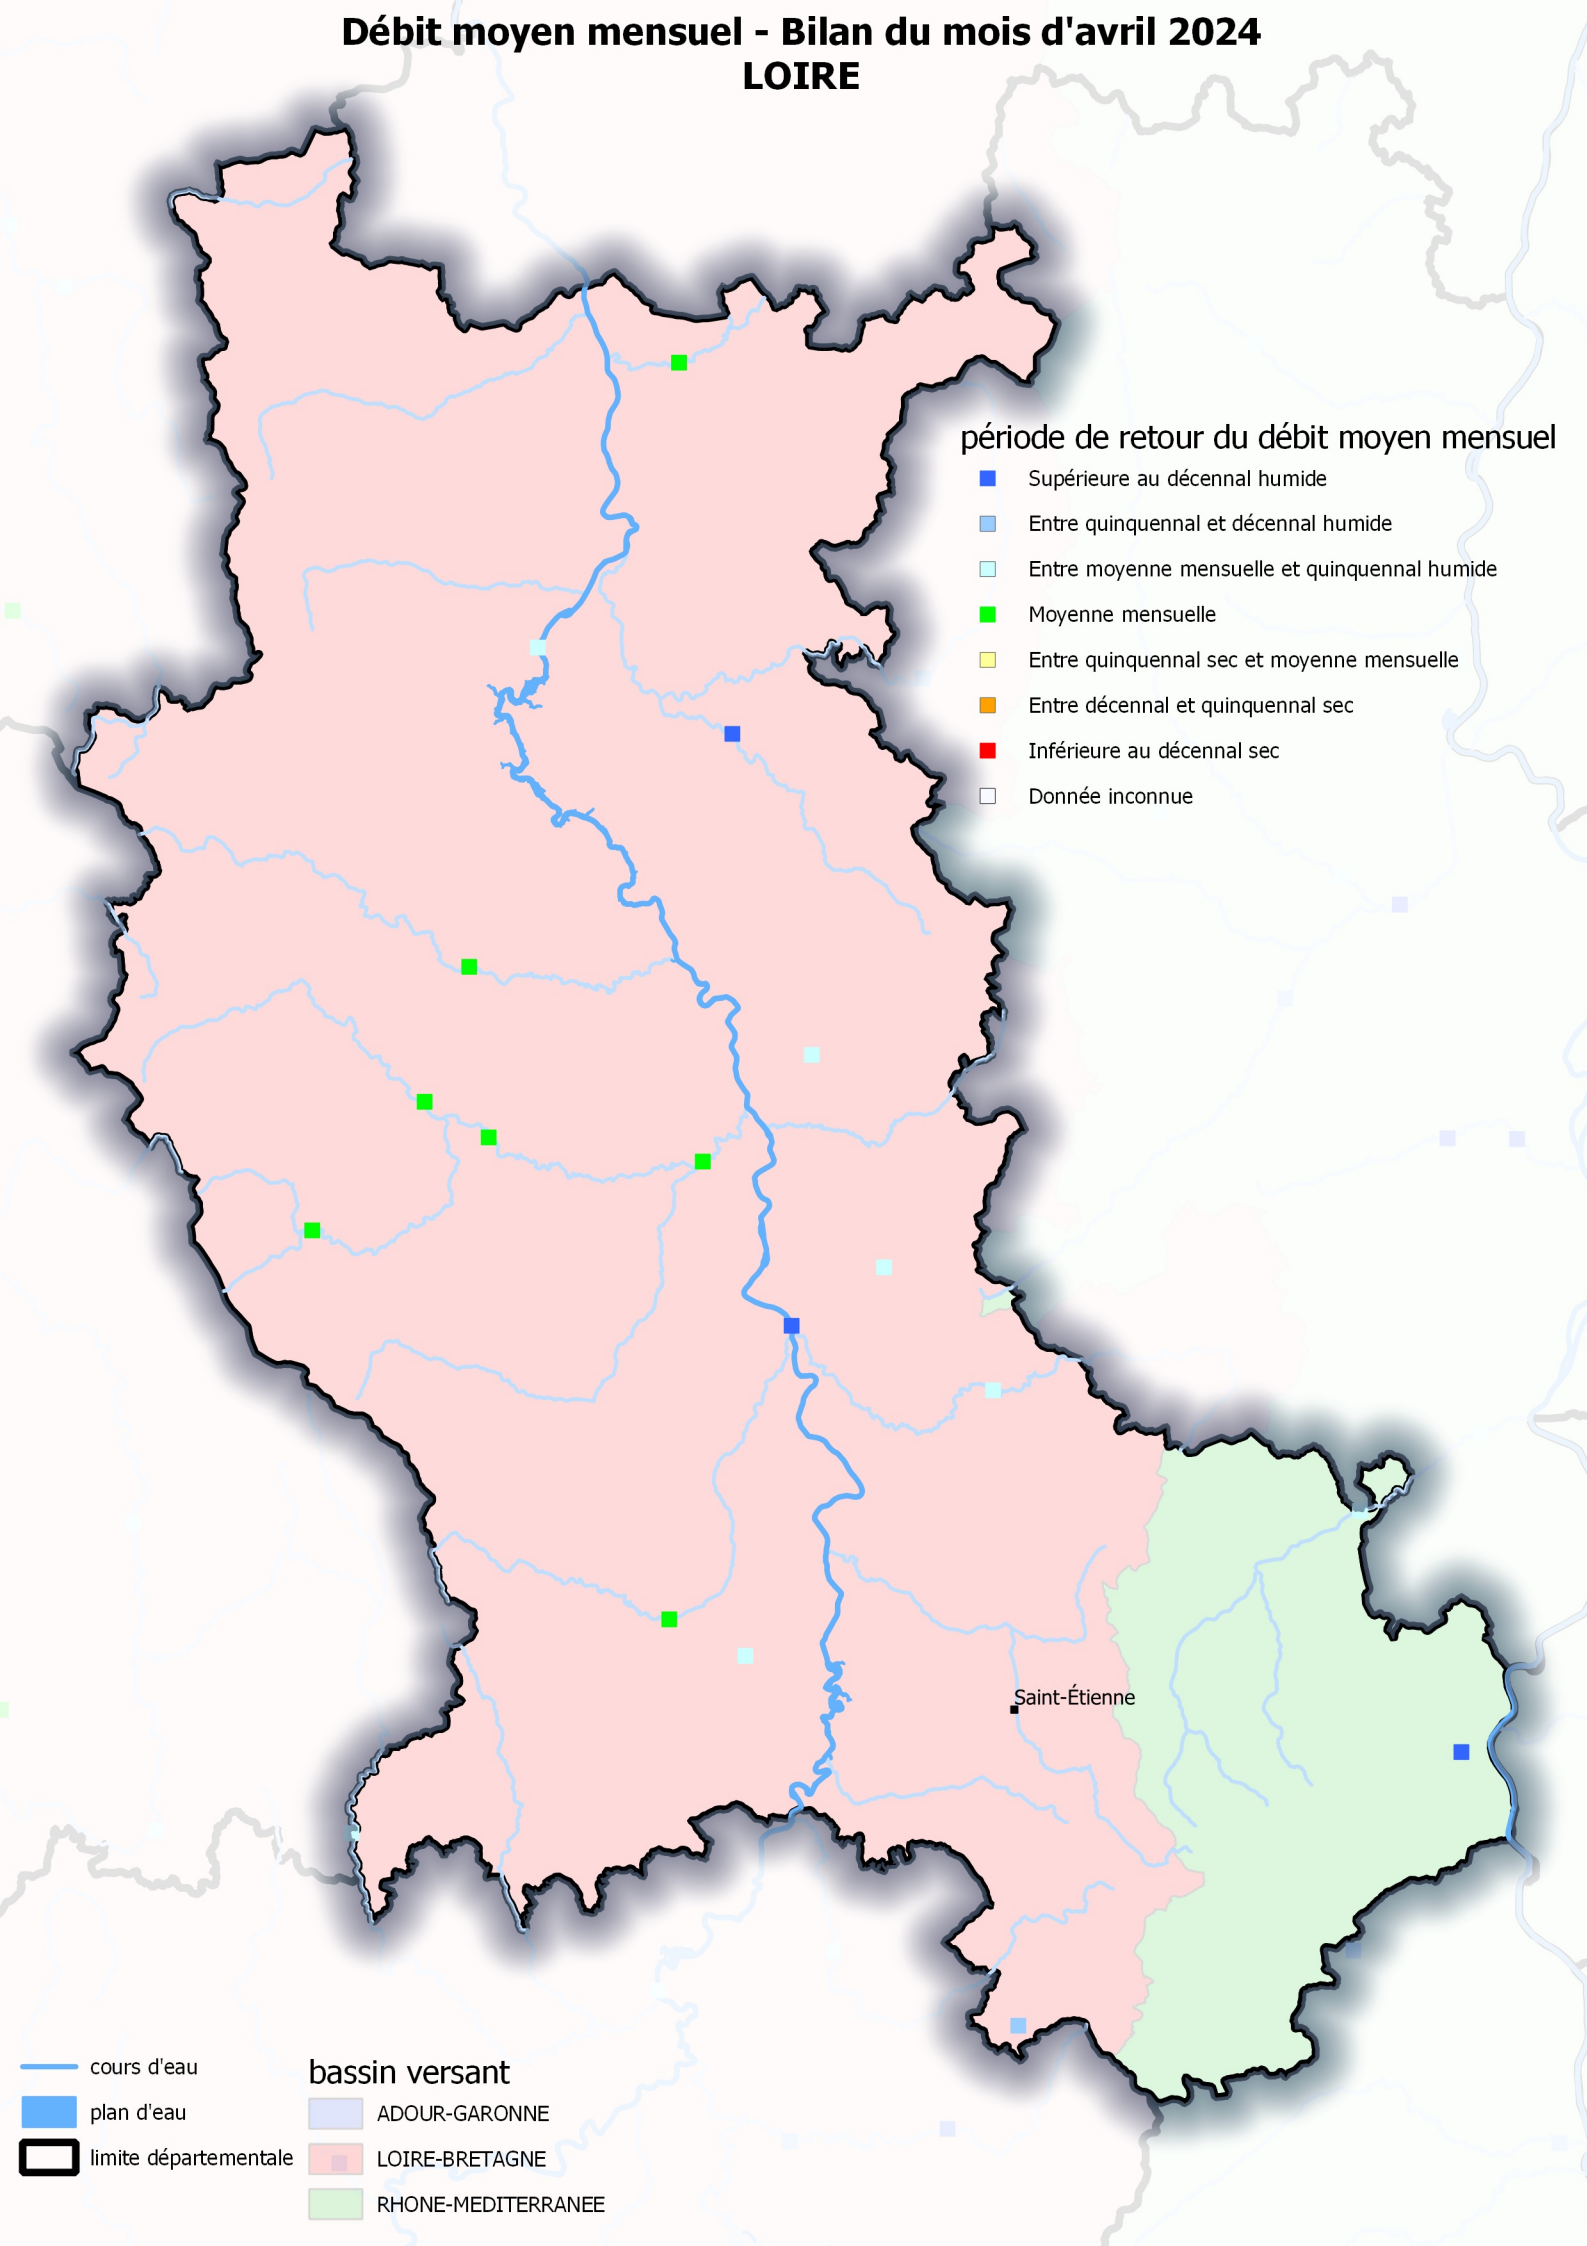 Débit moyen mensuel - Bilan du mois d'avril 2024
LOIRE
période de retour du débit moyen mensuel
Supérieure au décennal humide
Entre quinquennal et décennal humide
Entre moyenne mensuelle et quinquennal humide
Moyenne mensuelle
Entre quinquennal sec et moyenne mensuelle
Entre décennal et quinquennal sec
Inférieure au décennal sec
Donnée inconnue
Saint-Étienne
cours d'eau
plan d'eau
limite départementale
bassin versant
ADOUR-GARONNE
LOIRE-BRETAGNE
RHONE-MEDITERRANEE